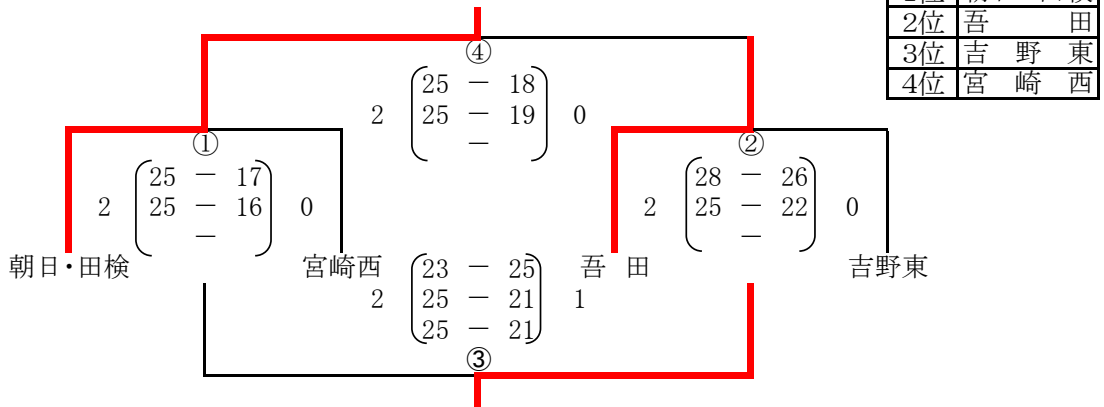 2位 吾 田
④
3位 吉 野 東
25 － 18
4位 宮 崎 西
2 25 － 19 0
－
① ②
25 － 17 28 － 26
2 25 － 16 0 2 25 － 22 0
－ －
朝日・田検 宮崎西 23 － 25 吾 田 吉野東
2 25 － 21 1
25 － 21
③